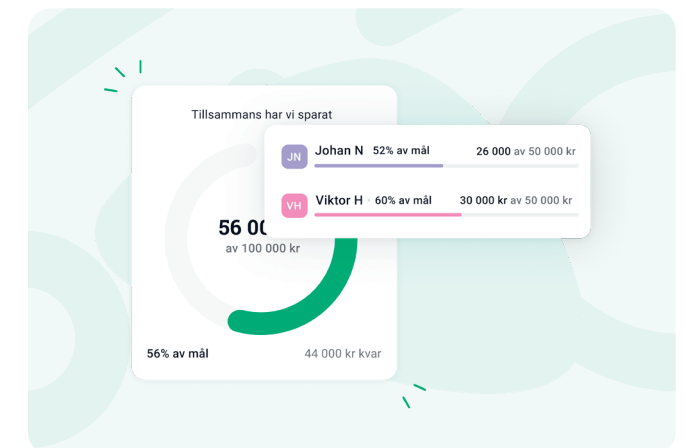 Tillsammans har vi sparat
JN Johan N 52% av mål 26 000 av 50 000 kr
VH Viktor H · 60% av mål 30 000 kr av 50 000 kr
56
av 100 000 kr
56% av mål 44 000 kr kvar